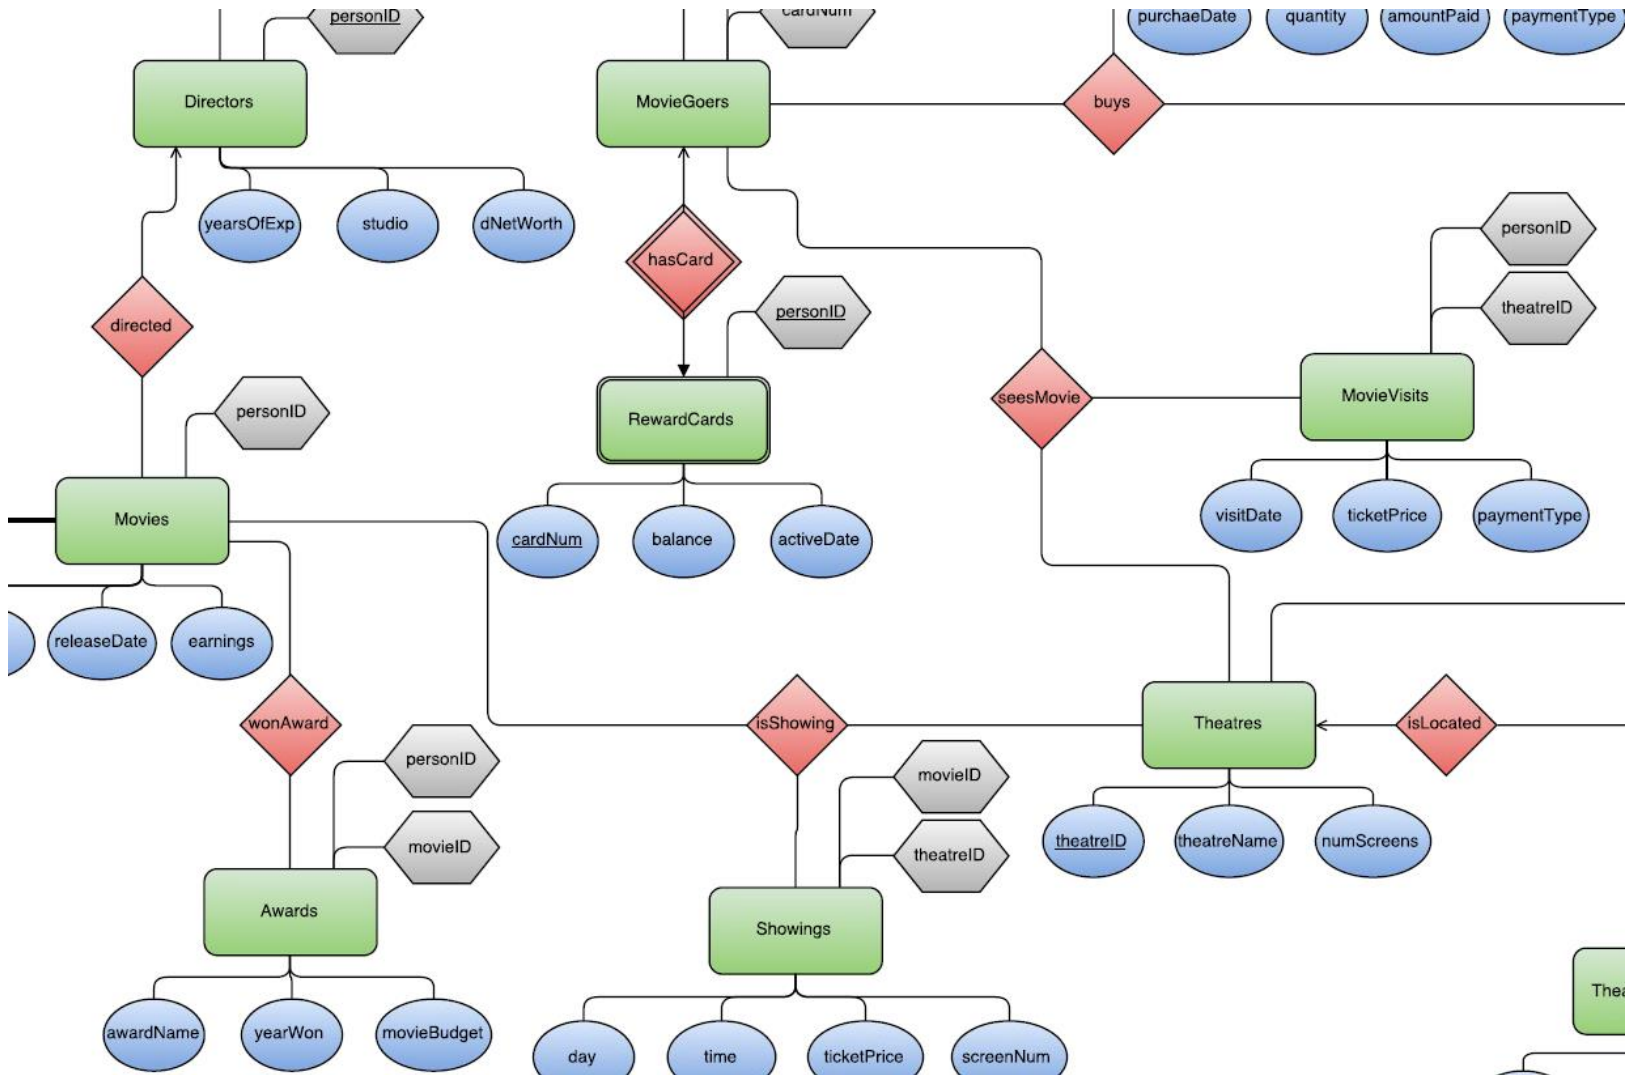 personID
cardNum
purchaeDate
quantity
amountPaid
paymentType
Directors
MovieGoers
buys
yearsOfExp
studio
dNetWorth
personID
hasCard
theatreID
personID
directed
seesMovie
MovieVisits
personID
RewardCards
visitDate
ticketPrice
paymentType
Movies
cardNum
balance
activeDate
releaseDate
earnings
wonAward
isShowing
Theatres
isLocated
personID
movieID
theatreID
theatreName
numScreens
movieID
theatreID
Awards
Showings
Thea
awardName
yearWon
movieBudget
day
time
ticketPrice
screenNum